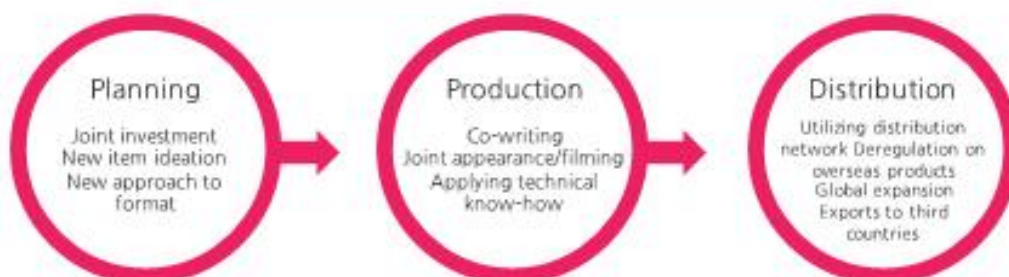 Planning
Joint investment
New item ideation
New approach to
format
Production
Co-writing
Joint appearance/filming
Applying technical
know-how
Distribution
Utilizing distribution
network Deregulation on
overseas products
Global expansion
Exports to third
countries